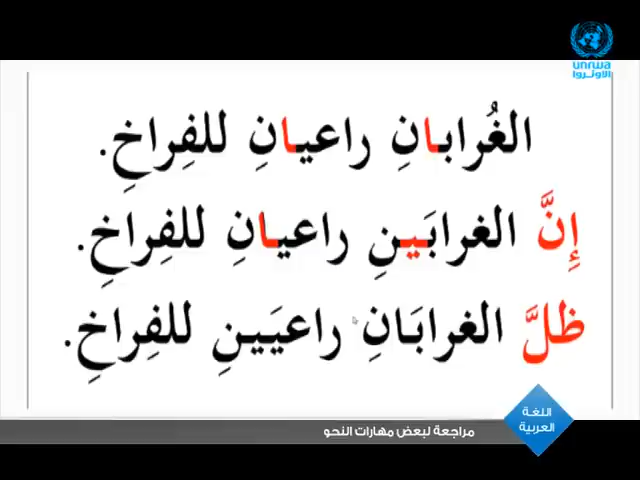 unrwa
الأونروا
الغُرابانِ راعيانِ للفِراخِ.
إِنَّ الغرابَينِ راعيانِ للفِراخِ.
ظلَّ الغرابَانِ راعيَينِ للفِراخِ.
اللغة
العربية
مراجعة لبعض مهارات النحو